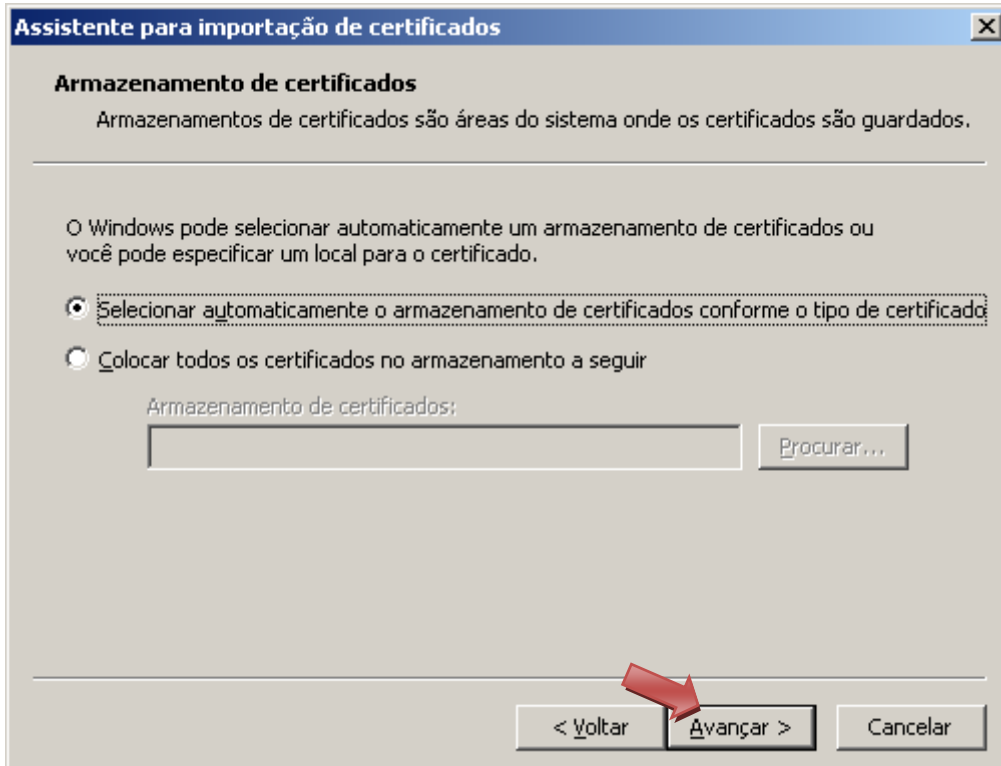 Assistente para importação de certificados
Armazenamento de certificados
Armazenamentos de certificados são áreas do sistema onde os certificados são guardados.
O Windows pode selecionar automaticamente um armazenamento de certificados ou
você pode especificar um local para o certificado.
Selecionar automaticamente o armazenamento de certificados conforme o tipo de certificado
Colocar todos os certificados no armazenamento a seguir
Armazenamento de certificados:
Procurar...
< Voltar Avançar > Cancelar